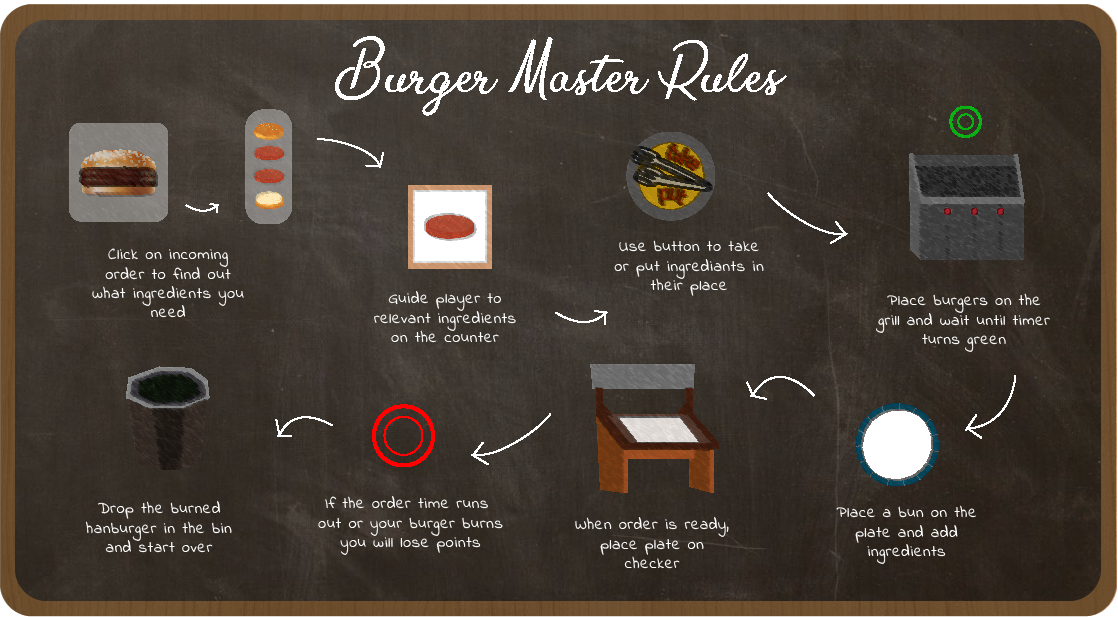 Burger Master Rules
Click on incoming
order to find out
what ingredients you
need
Guide player to
relevant ingredients
on the counter
Use button to take
or put ingrediants in
their place
Place burgers on the
grill and wait until timer
turns green
Place a bun on the
plate and add
ingredients
When order is ready,
place plate on
checker
If the order time runs
out or your burger burns
you will lose points
Drop the burned
hanburger in the bin
and start over